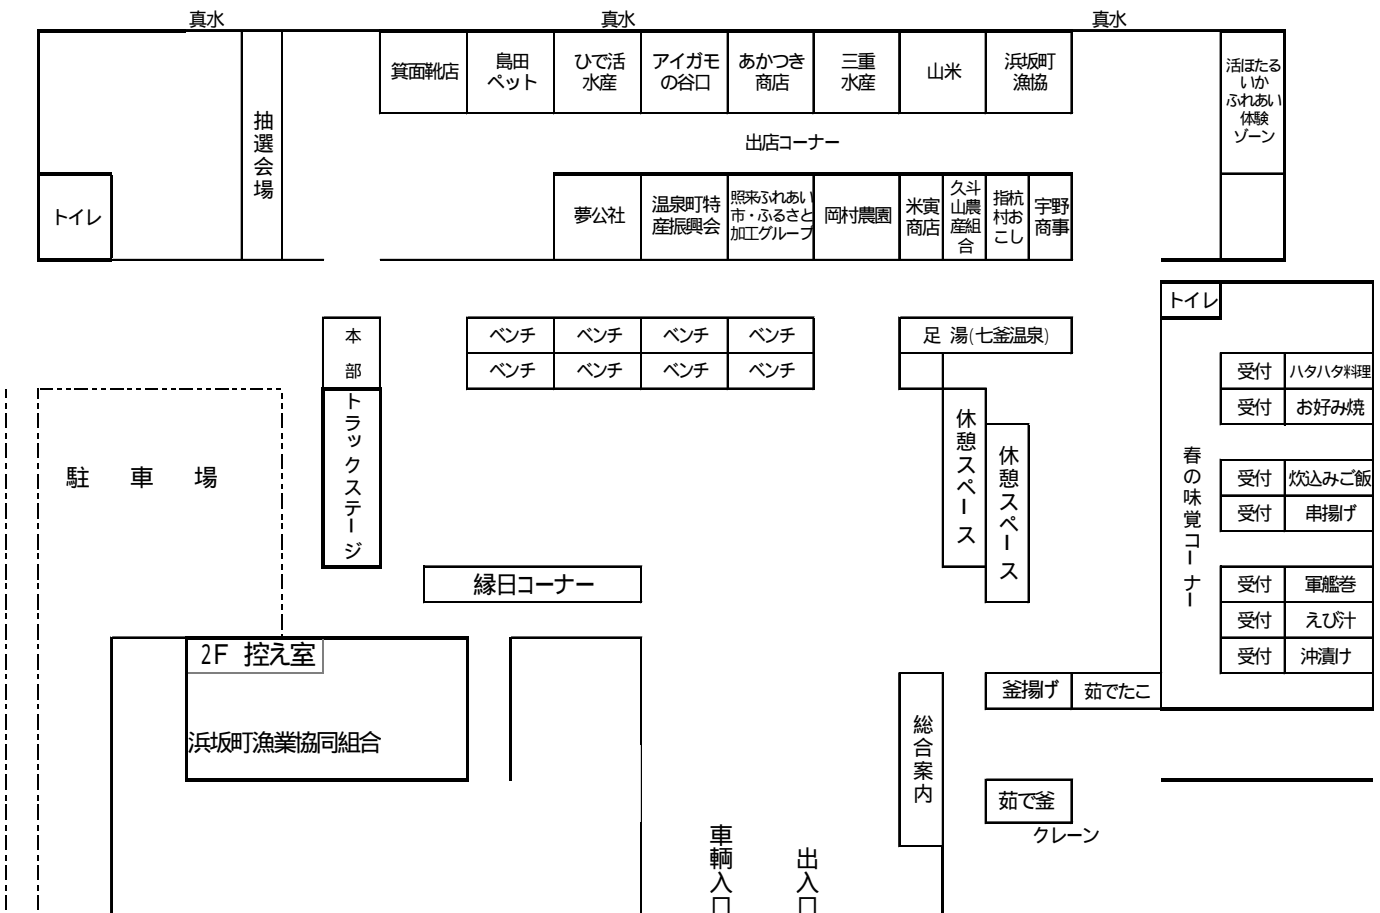 真水
真水
真水
箕面靴店
島田
ペット
ひで活
水産
アイガモ
の谷口
あかつき
商店
三重
水産
山米
浜坂町
漁協
活ほたる
いか
ふれあい
体験
ゾーン
抽選会場
出店コーナー
トイレ
夢公社
温泉町特
産振興会
照来ふれあい
市・ふるさと
加工グループ
岡村農園
米寅
商店
久斗
山農
産組
合
指杭
村お
こし
宇野
商事
トイレ
本部
ベンチ
ベンチ
ベンチ
ベンチ
ベンチ
ベンチ
ベンチ
ベンチ
足 湯(七釜温泉)
受付
ハタハタ料理
受付
お好み焼
トラックステージ
休憩スペース
休憩スペース
春の味覚コーナー
駐 車 場
受付
炊込みご飯
受付
串揚げ
縁日コーナー
受付
軍艦巻
受付
えび汁
受付
沖漬け
2F 控え室
釜揚げ
茹でたこ
浜坂町漁業協同組合
総合案内
茹で釜
クレーン
車輌入口
出入口